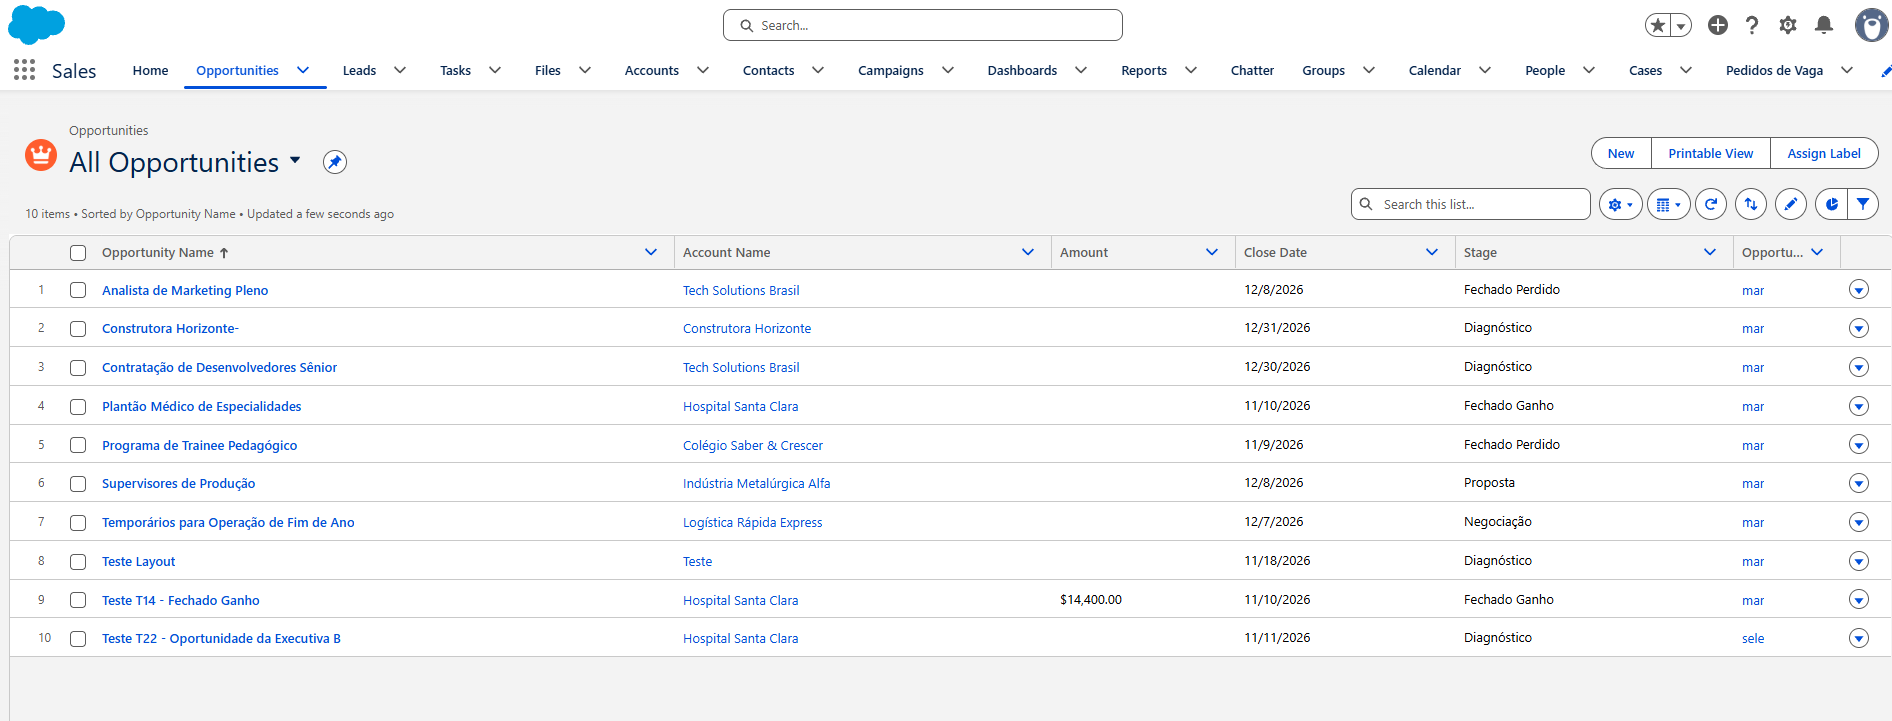 Search...
Sales Home Opportunities Leads Tasks Files Accounts Contacts Campaigns Dashboards Reports Chatter Groups Calendar People Cases Pedidos de Vaga
Opportunities
All Opportunities
New Printable View Assign Label
10 items • Sorted by Opportunity Name • Updated a few seconds ago
Search this list...
Opportunity Name Account Name Amount Close Date Stage Opportu...
1 Analista de Marketing Pleno Tech Solutions Brasil 12/8/2026 Fechado Perdido mar
2 Construtora Horizonte- Construtora Horizonte 12/31/2026 Diagnóstico mar
3 Contratação de Desenvolvedores Sênior Tech Solutions Brasil 12/30/2026 Diagnóstico mar
4 Plantão Médico de Especialidades Hospital Santa Clara 11/10/2026 Fechado Ganho mar
5 Programa de Trainee Pedagógico Colégio Saber & Crescer 11/9/2026 Fechado Perdido mar
6 Supervisores de Produção Indústria Metalúrgica Alfa 12/8/2026 Proposta mar
7 Temporários para Operação de Fim de Ano Logística Rápida Express 12/7/2026 Negociação mar
8 Teste Layout Teste 11/18/2026 Diagnóstico mar
9 Teste T14 - Fechado Ganho Hospital Santa Clara $14,400.00 11/10/2026 Fechado Ganho mar
10 Teste T22 - Oportunidade da Executiva B Hospital Santa Clara 11/11/2026 Diagnóstico sele